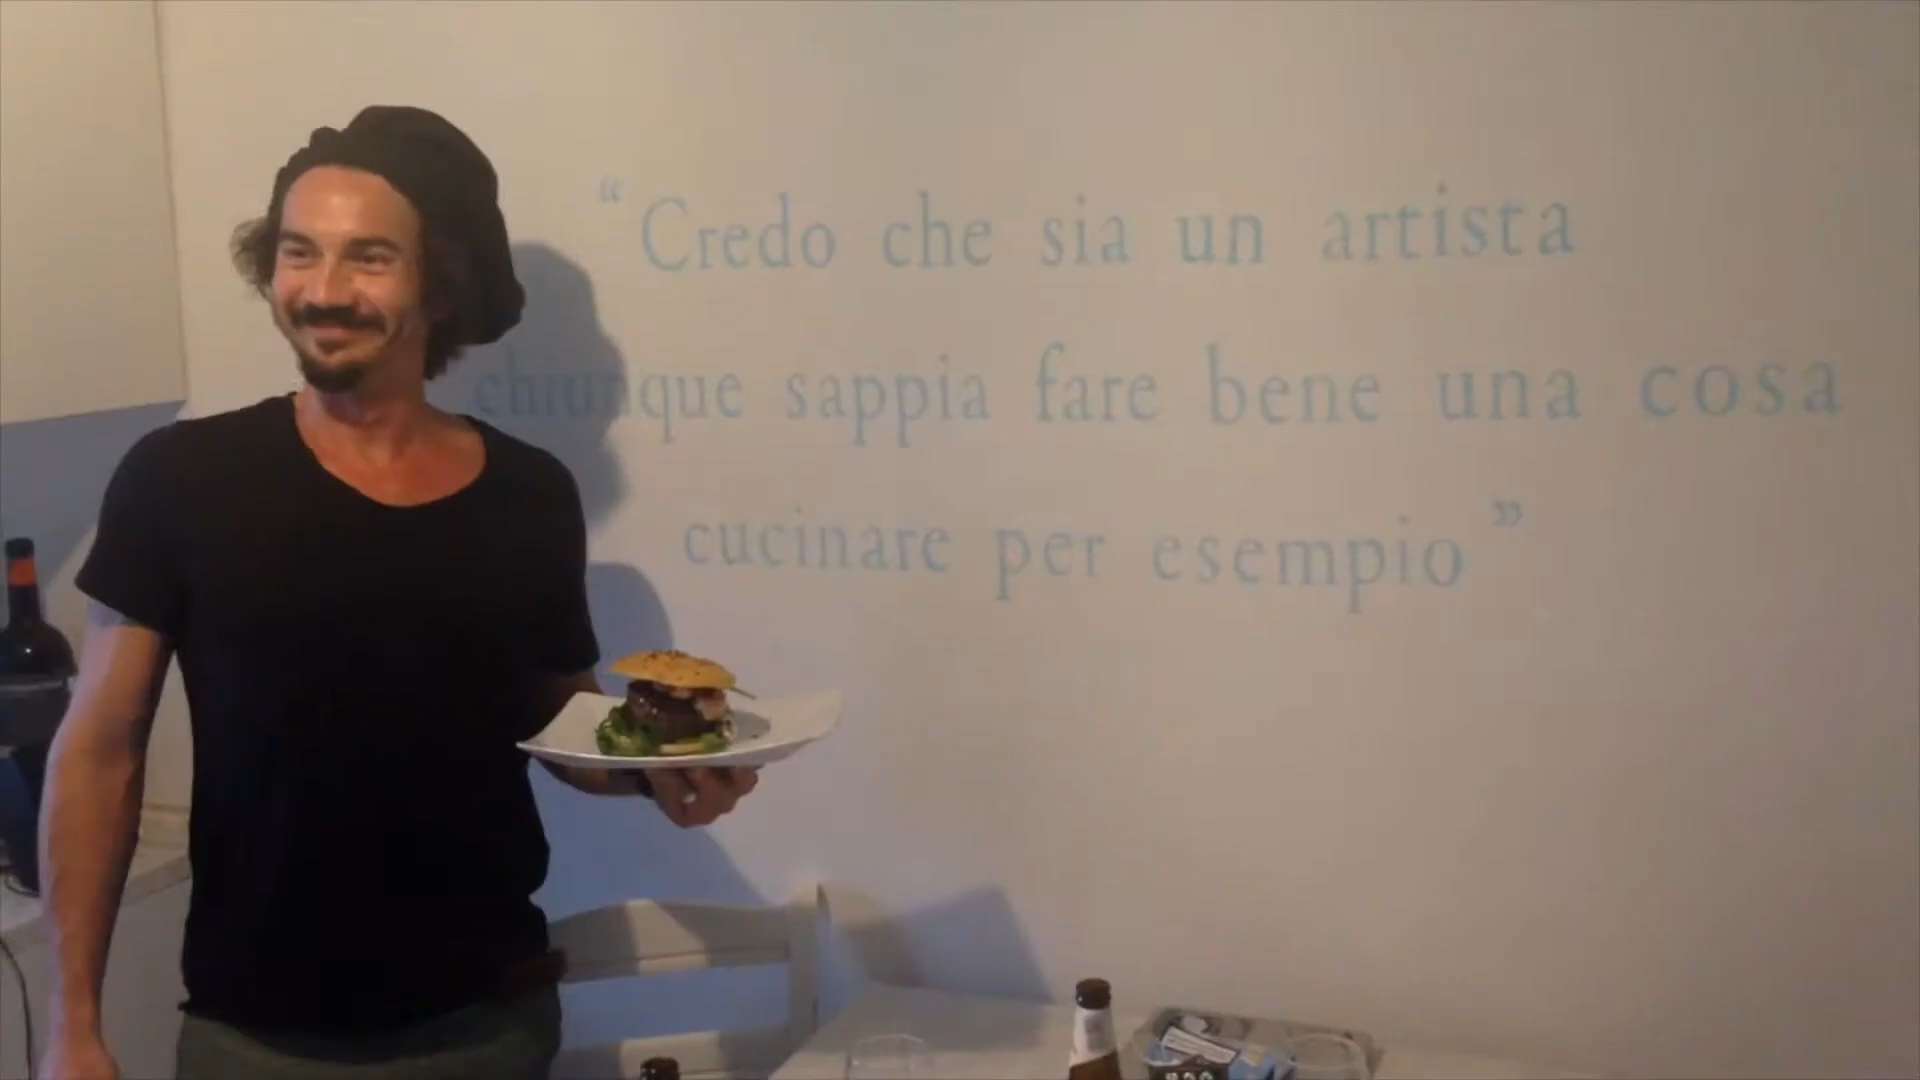 “Credo che sia un artista
chiunque sappia fare bene una cosa
cucinare per esempio”